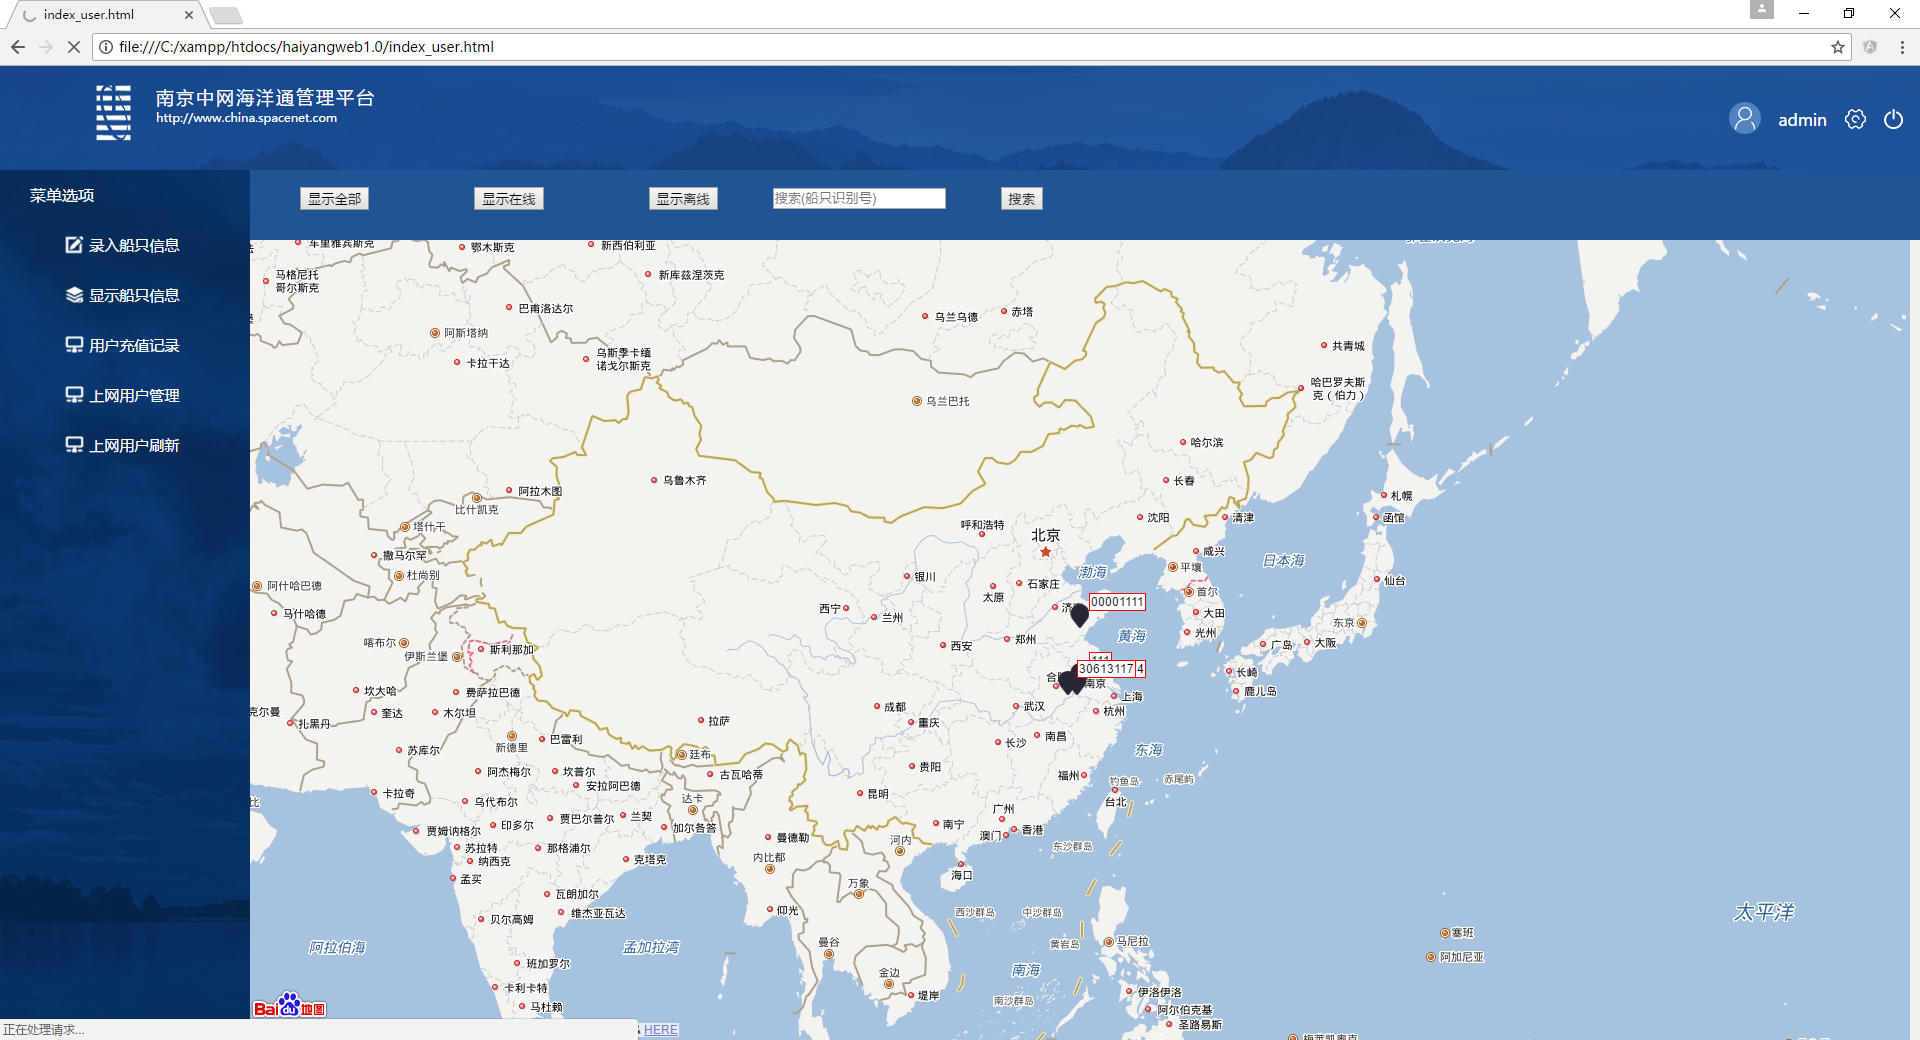 index_user.html
file:///C:/xampp/htdocs/haiyangweb1.0/index_user.html
南京中网海洋通管理平台
http://www.china.spacenet.com
admin
菜单选项
录入船只信息
显示船只信息
用户充值记录
上网用户管理
上网用户刷新
显示全部
显示在线
显示离线
搜索(船只识别号)
搜索
车里雅宾斯克
鄂木斯克
新西伯利亚
马格尼托
哥尔斯克
新库兹涅茨克
巴甫洛达尔
乌兰乌德
赤塔
阿斯塔纳
卡拉干达
乌斯季卡缅
诺戈尔斯克
共青城
哈巴罗夫斯
克（伯力）
乌兰巴托
哈尔滨
乌鲁木齐
长春
阿拉木图
比什凯克
札幌
呼和浩特
沈阳
清津
函馆
塔什干
北京
撒马尔罕
咸兴
日本海
平壤
渤海
杜尚别
银川
石家庄
仙台
阿什哈巴德
太原
首尔
00001111
马什哈德
西宁
兰州
大田
东京
光州
黄海
喀布尔
郑州
西安
广岛
大阪
斯利那加
伊斯兰堡
111
30613117
4
长崎
坎大哈
费萨拉巴德
南京
上海
鹿儿岛
克尔曼
奎达
木尔坦
成都
武汉
杭州
扎黑丹
拉萨
重庆
新德里
巴雷利
长沙
南昌
苏库尔
廷布
东海
阿杰梅尔
坎普尔
古瓦哈蒂
贵阳
福州
钓鱼岛
赤尾屿
安拉阿巴德
卡拉奇
乌代布尔
达卡
昆明
台北
广州
贾巴尔普尔
兰契
印多尔
贾姆讷格尔
加尔各答
南宁
澳门
香港
曼德勒
河内
苏拉特
那格浦尔
东沙群岛
纳西克
克塔克
内比都
孟买
海口
万象
瓦朗加尔
仰光
西沙群岛
中沙群岛
太平洋
贝尔高姆
维杰亚瓦达
塞班
阿拉伯海
孟加拉湾
曼谷
黄岩岛
马尼拉
阿加尼亚
班加罗尔
金边
南海
卡利卡特
堤岸
伊洛伊洛
南沙群岛
马杜赖
阿尔伯克基
圣路易斯
Bai du 地图
正在处理请求...
HERE
梅莱凯奥克